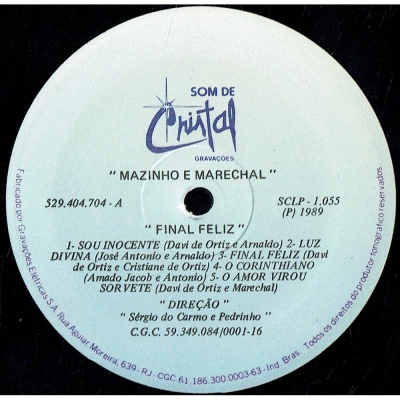 SOM DE
Cristal
GRAVAÇÕES
" MAZINHO E MARECHAL "
529.404.704 - A
SCLP - 1.055
(P) 1989
" FINAL FELIZ "
1- SOU INOCENTE (Davi de Ortiz e Arnaldo) 2- LUZ
DIVINA (José Antonio e Arnaldo) 3- FINAL FELIZ (Davi
de Ortiz e Cristiane de Ortiz) 4- O CORINTHIANO
(Amado Jacob e Antonio) 5- O AMOR VIROU
SORVETE (Davi de Ortiz e Marechal)
" DIREÇÃO "
" Sérgio do Carmo e Pedrinho "
C.G.C. 59.349.084/0001-16
Fabricado por Gravações Elétricas S.A. Rua Aguiar Moreira, 639 - RJ - CGC 61.186.300.0003-63 - Ind. Bras. Todos os direitos do produtor fonográfico reservados